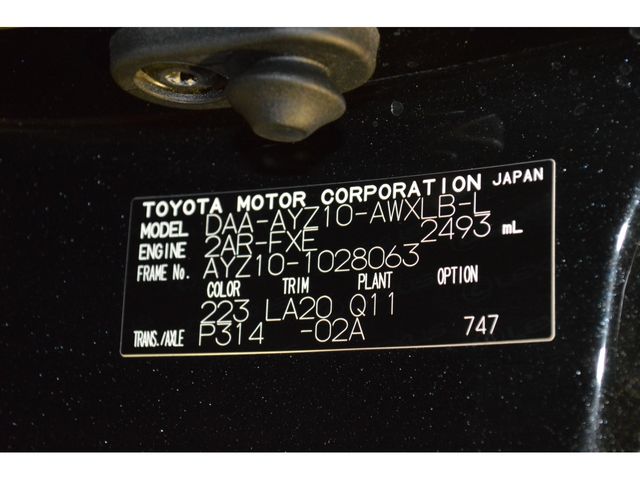 TOYOTA MOTOR CORPORATION JAPAN
MODEL DAA-AYZ10-AWXLB-L
ENGINE 2AR-FXE 2493 mL
FRAME No. AYZ10-1028063
COLOR TRIM PLANT OPTION
223 LA20 Q11
TRANS./AXLE P314 -02A 747